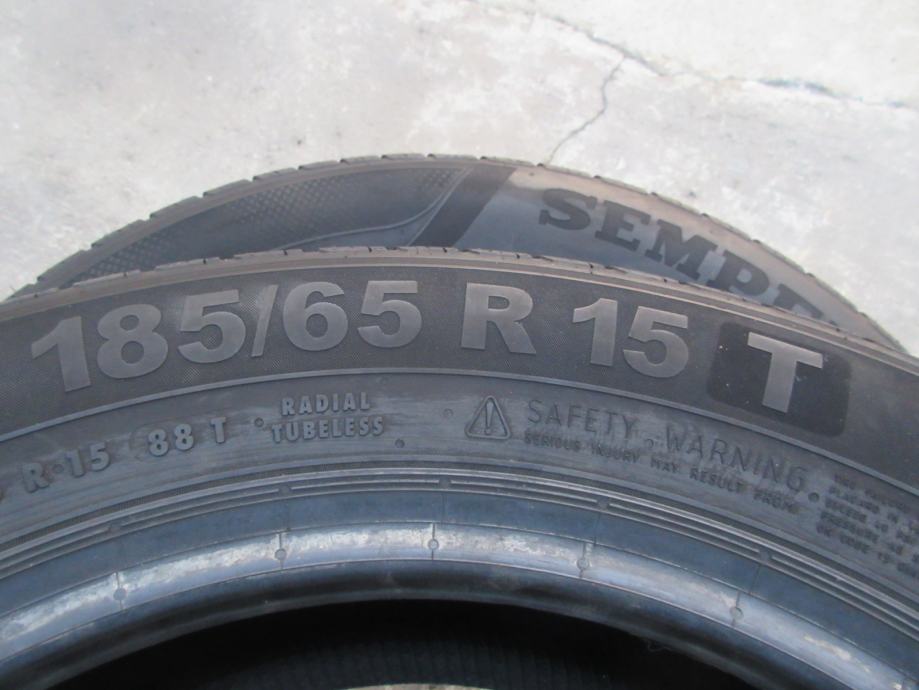 SEMPE
185/65 R 15 T
R 15 88 T
RADIAL
TUBELESS
SAFETY WARNING
SERIOUS INJURY MAY RESULT FROM